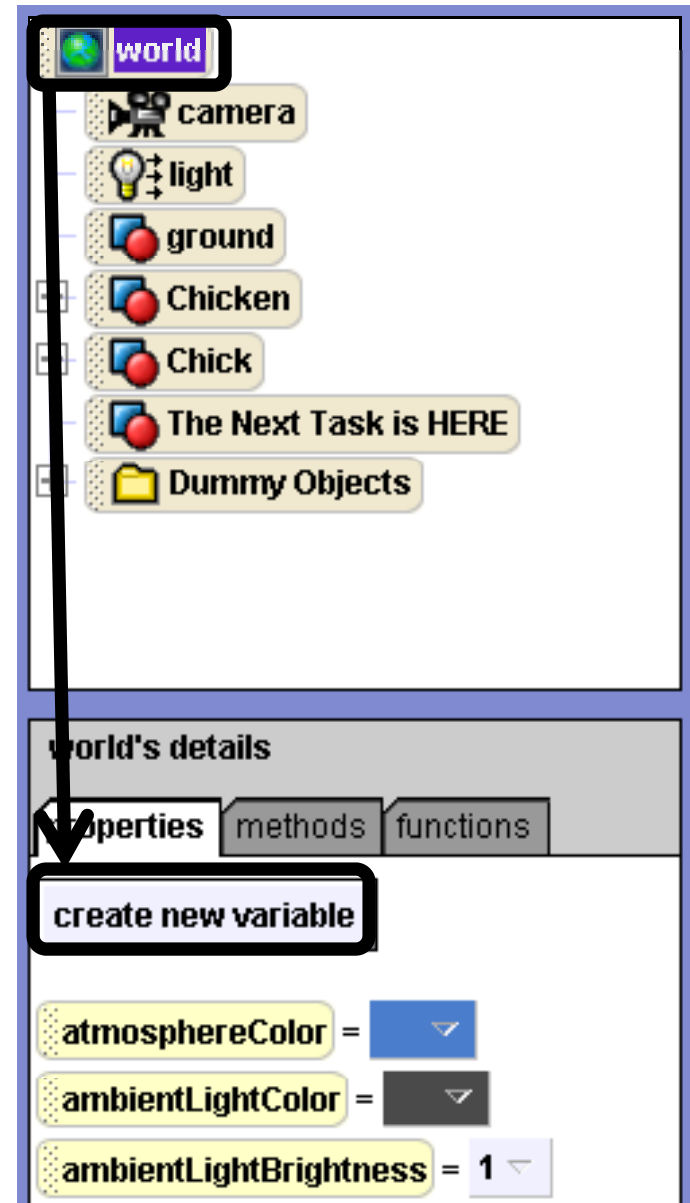 world
camera
light
ground
Chicken
Chick
The Next Task is HERE
Dummy Objects
world's details
properties methods functions
create new variable
atmosphereColor =
ambientLightColor =
ambientLightBrightness = 1